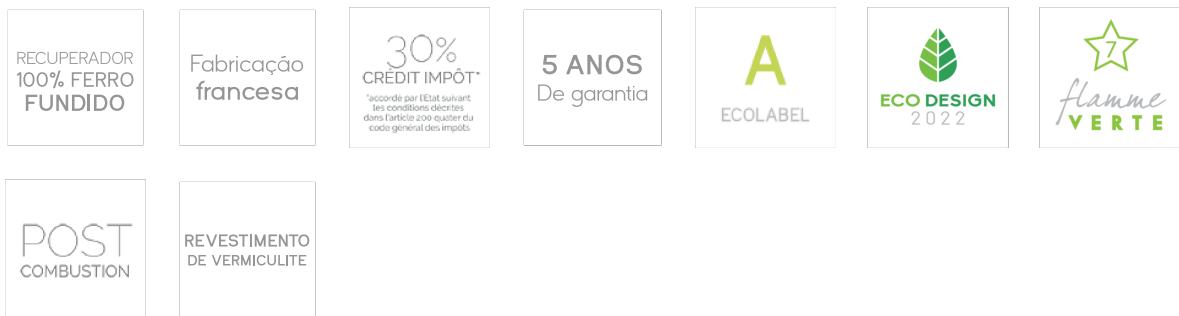 RECUPERADOR
100% FERRO
FUNDIDO
Fabricação
francesa
30%
CRÉDIT IMPÔT*
*accordé par l'Etat suivant
les conditions décrites
dans l'article 200 quater du
code général des impôts
5 ANOS
De garantia
A
ECOLABEL
ECO DESIGN
2022
7
flamme
VERTE
POST
COMBUSTION
REVESTIMENTO
DE VERMICULITE